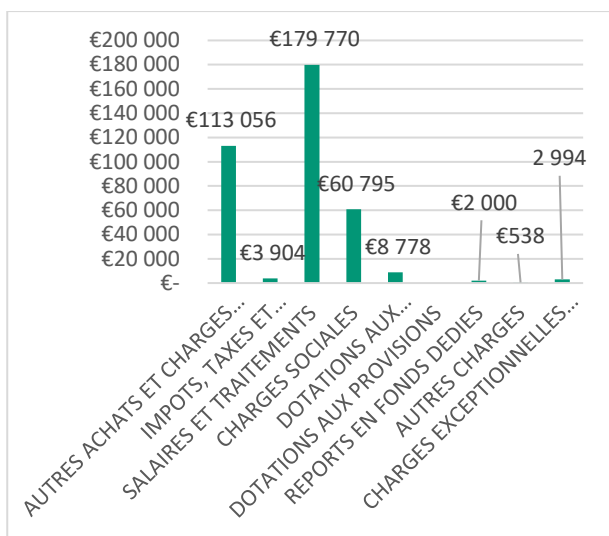 €200 000
€180 000
€160 000
€140 000
€120 000
€100 000
€80 000
€60 000
€40 000
€20 000
€-
€113 056
€3 904
€179 770
€60 795
€8 778
€2 000
€538
2 994
AUTRES ACHATS ET CHARGES…
IMPOTS, TAXES ET…
SALAIRES ET TRAITEMENTS
CHARGES SOCIALES
DOTATIONS AUX…
DOTATIONS AUX PROVISIONS
REPORTS EN FONDS DEDIES
AUTRES CHARGES
CHARGES EXCEPTIONNELLES…